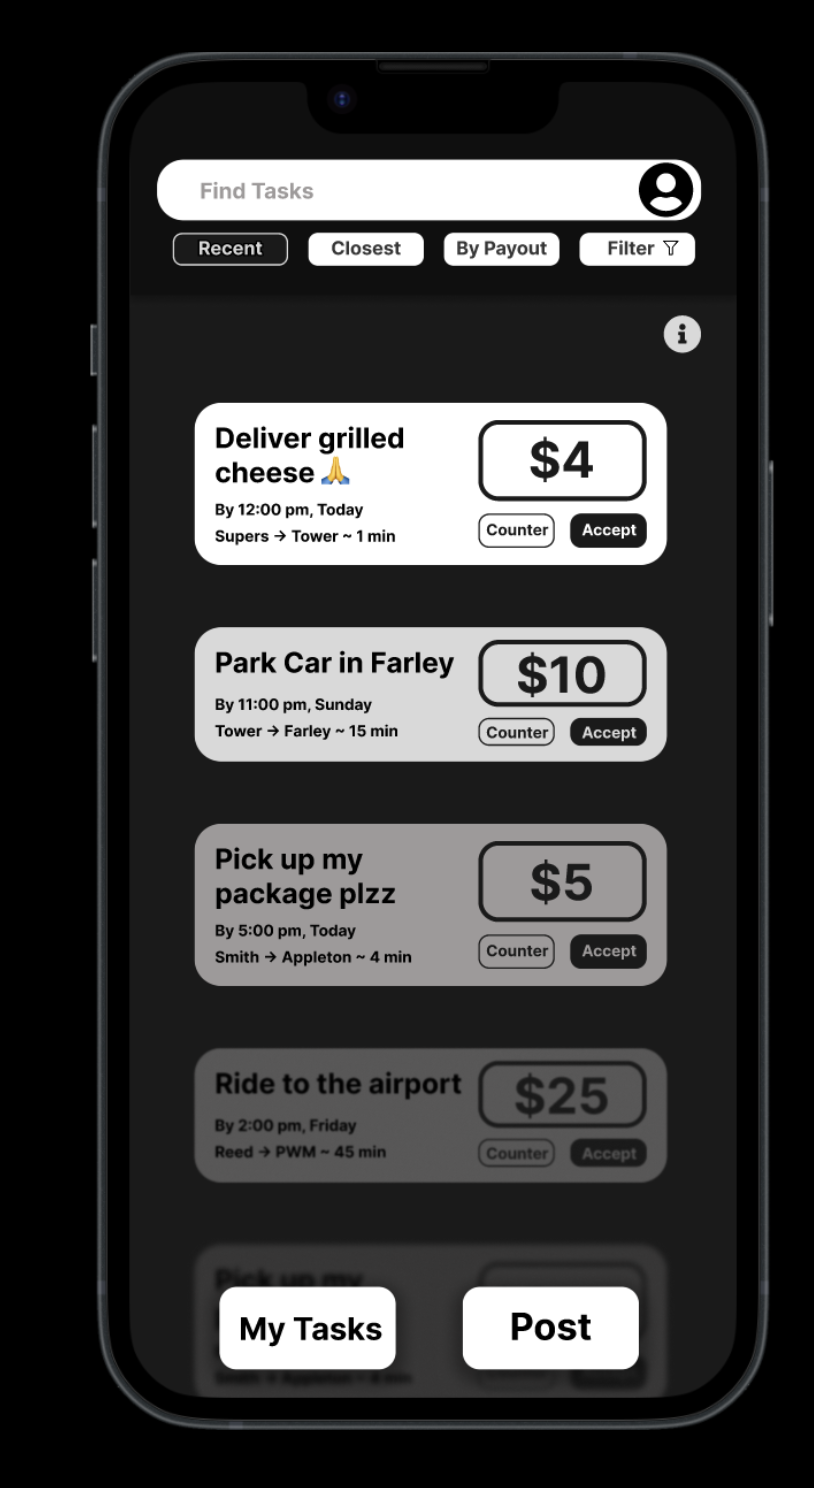 Find Tasks
Recent
Closest
By Payout
Filter
Deliver grilled
cheese 🙏
By 12:00 pm, Today
Supers → Tower ~ 1 min
$4
Counter
Accept
Park Car in Farley
By 11:00 pm, Sunday
Tower → Farley ~ 15 min
$10
Counter
Accept
Pick up my
package plzz
By 5:00 pm, Today
Smith → Appleton ~ 4 min
$5
Counter
Accept
Ride to the airport
By 2:00 pm, Friday
Reed → PWM ~ 45 min
$25
Counter
Accept
Pick up my
My Tasks
Post